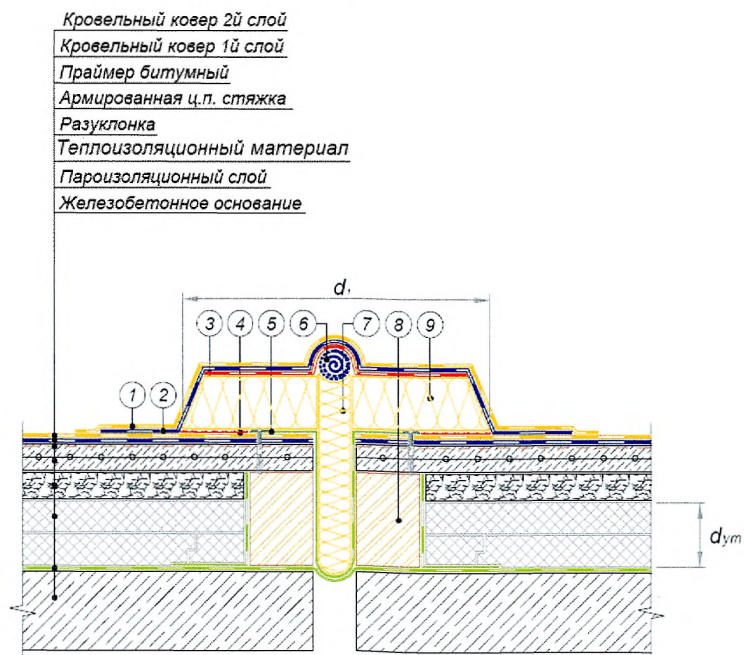 Кровельный ковер 2й слой
Кровельный ковер 1й слой
Праймер битумный
Армированная ц.п. стяжка
Разуклонка
Теплоизоляционный материал
Пароизоляционный слой
Железобетонное основание
d₁
3 4 5 6 7 8 9
1 2
dут